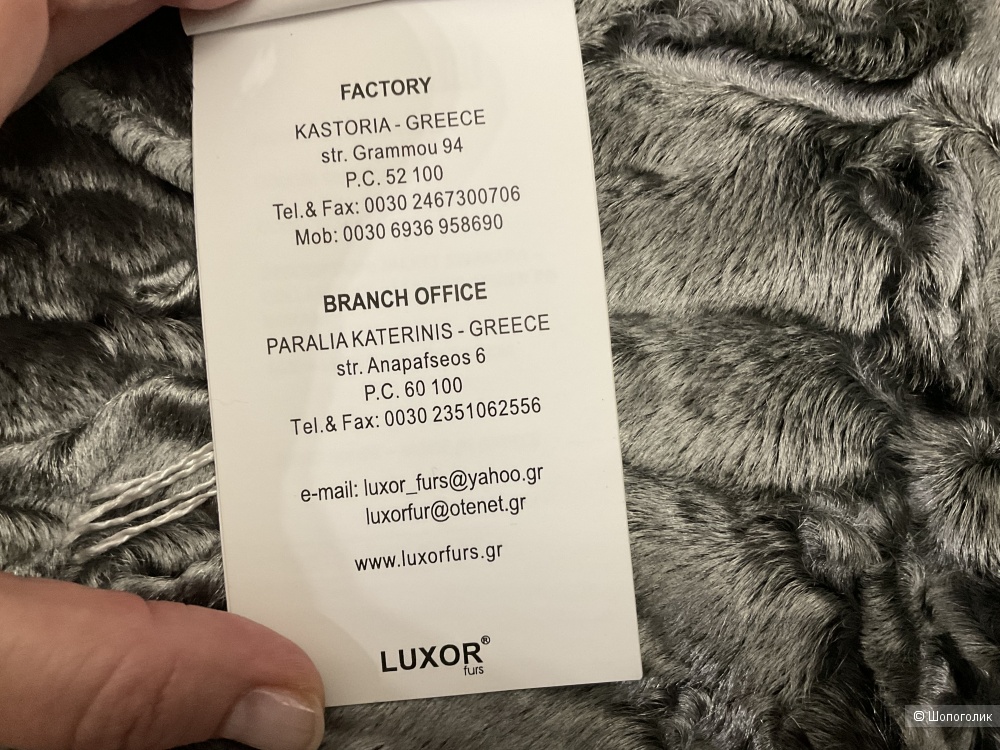 FACTORY
KASTORIA - GREECE
str. Grammou 94
P.C. 52 100
Tel.& Fax: 0030 2467300706
Mob: 0030 6936 958690
BRANCH OFFICE
PARALIA KATERINIS - GREECE
str. Anapafseos 6
P.C. 60 100
Tel.& Fax: 0030 2351062556
e-mail: luxor_furs@yahoo.gr
luxorfur@otenet.gr
www.luxorfurs.gr
LUXOR®
furs
© Шопоголик